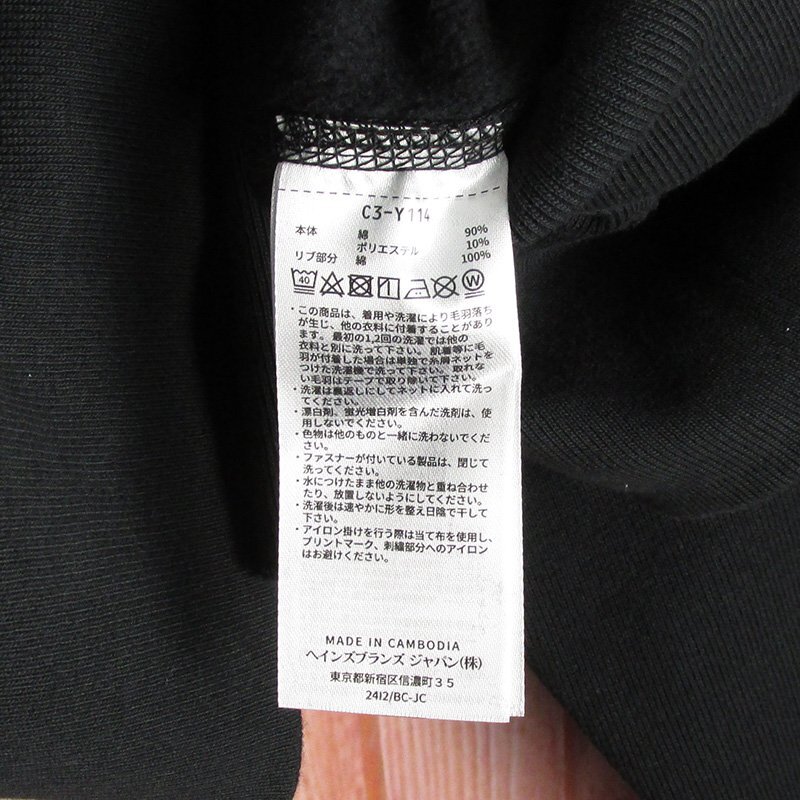 C3-Y114
本体 綿 90%
ポリエステル 10%
リブ部分 綿 100%
40 W
・この商品は、着用や洗濯により毛羽落ち
が生じ、他の衣料に付着することがあり
ます。最初の1,2回の洗濯では他の
衣料と別に洗って下さい。肌着等に毛
羽が付着した場合は単独で糸屑ネットを
つけた洗濯機で洗って下さい。取れな
い毛羽はテープで取り除いて下さい。
・洗濯は裏返しにしてネットに入れて洗っ
てください。
・漂白剤、蛍光増白剤を含んだ洗剤は、使
用しないでください。
・色物は他のものと一緒に洗わないでくだ
さい。
・ファスナーが付いている製品は、閉じて
洗ってください。
・水につけたまま他の洗濯物と重ね合わせ
たり、放置しないようにしてください。
・洗濯後は速やかに形を整え日陰で干して
下さい。
・アイロン掛けを行う際は当て布を使用し、
プリントマーク、刺繍部分へのアイロン
はお避けください。
MADE IN CAMBODIA
ヘインズブランズ ジャパン(株)
東京都新宿区信濃町35
24I2/BC-JC